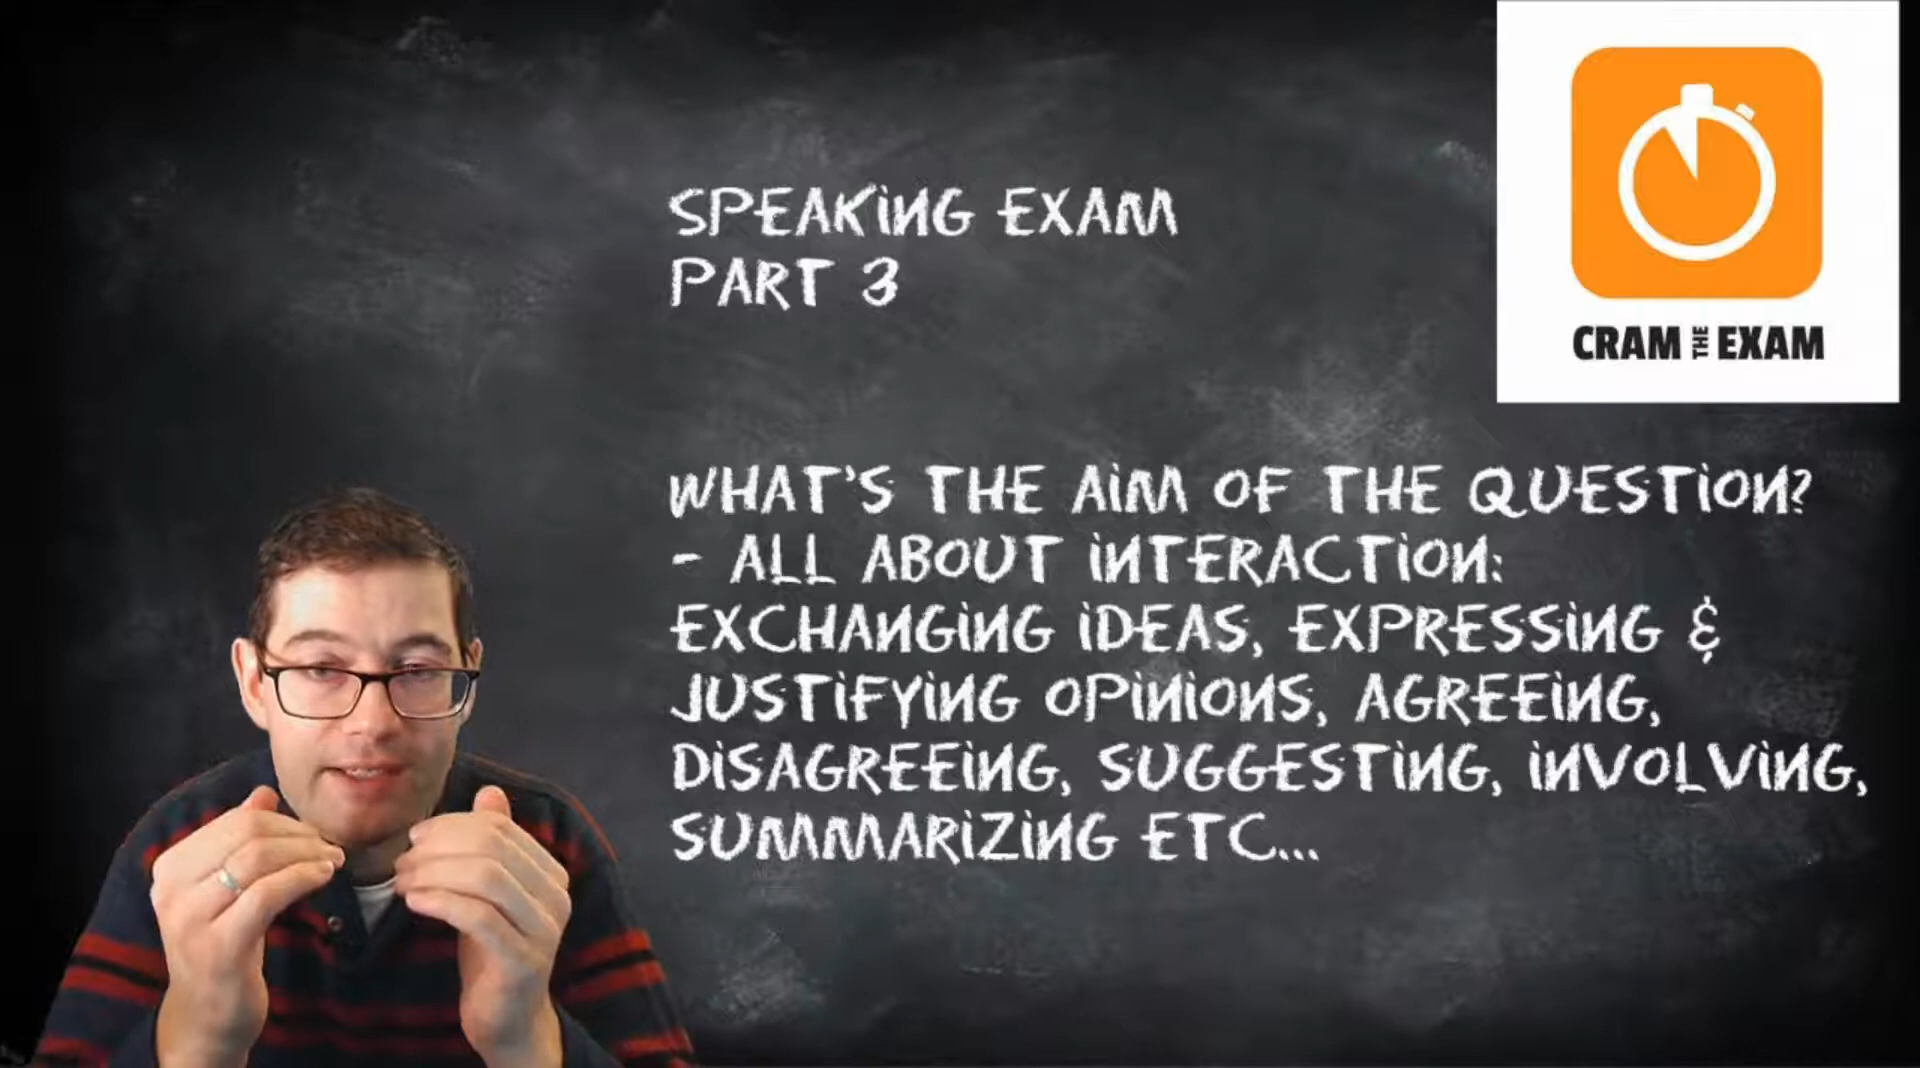 SPEAKING EXAM
PART 3
CRAM THE EXAM
WHAT'S THE AIM OF THE QUESTION?
- ALL ABOUT INTERACTION:
EXCHANGING IDEAS, EXPRESSING &
JUSTIFYING OPINIONS, AGREEING,
DISAGREEING, SUGGESTING, INVOLVING,
SUMMARIZING ETC...